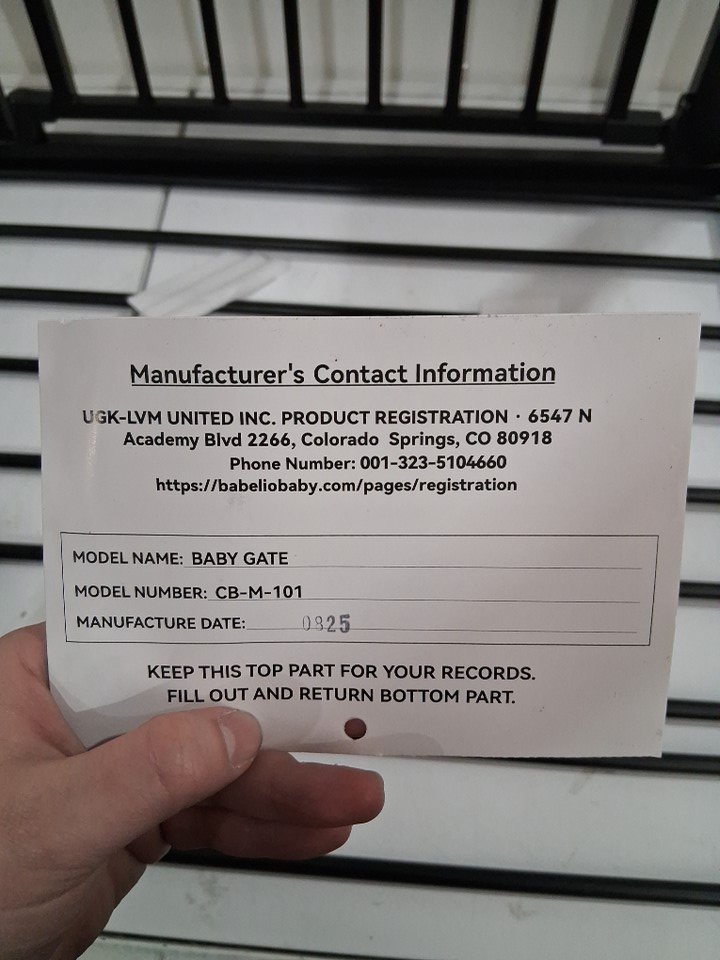 Manufacturer's Contact Information
UGK-LVM UNITED INC. PRODUCT REGISTRATION · 6547 N
Academy Blvd 2266, Colorado Springs, CO 80918
Phone Number: 001-323-5104660
https://babeliobaby.com/pages/registration
MODEL NAME: BABY GATE
MODEL NUMBER: CB-M-101
MANUFACTURE DATE: 0825
KEEP THIS TOP PART FOR YOUR RECORDS.
FILL OUT AND RETURN BOTTOM PART.